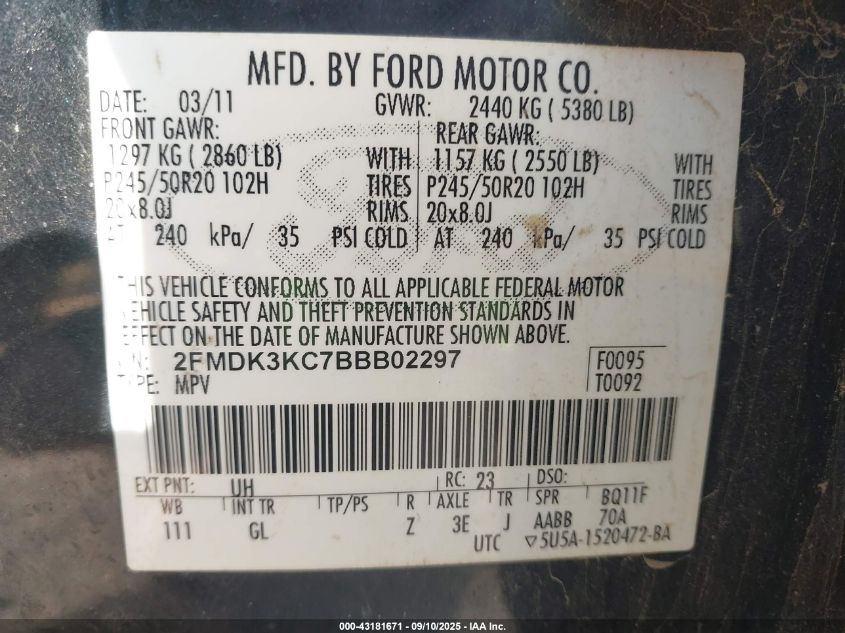 MFD. BY FORD MOTOR CO.
DATE: 03/11 GVWR: 2440 KG ( 5380 LB)
FRONT GAWR: REAR GAWR:
1297 KG ( 2860 LB) WITH 1157 KG ( 2550 LB) WITH
P245/50R20 102H TIRES P245/50R20 102H TIRES
20x8.0J RIMS 20x8.0J RIMS
AT 240 kPa/ 35 PSI COLD AT 240 kPa/ 35 PSI COLD
THIS VEHICLE CONFORMS TO ALL APPLICABLE FEDERAL MOTOR
VEHICLE SAFETY AND THEFT PREVENTION STANDARDS IN
EFFECT ON THE DATE OF MANUFACTURE SHOWN ABOVE.
VIN: 2FMDK3KC7BBB02297 F0095
TYPE: MPV T0092
EXT PNT: UH RC: 23 DSO:
WB INT TR TP/PS R AXLE TR SPR BQ11F
111 GL Z 3E J AABB 70A
UTC ▽5U5A-1520472-BA
Ford
000-43181671 - 09/10/2025 - IAA Inc.